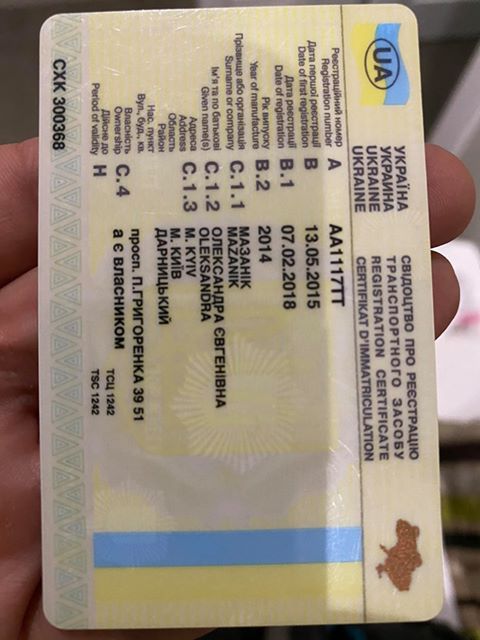 UA
УКРАЇНА
УКРАИНА
UKRAINE
UKRAINE
СВІДОЦТВО ПРО РЕЄСТРАЦІЮ
ТРАНСПОРТНОГО ЗАСОБУ
REGISTRATION CERTIFICATE
CERTIFIKAT D'IMMATRICULATION
Реєстраційний номер
Registration number A AA1117TT
Дата першої реєстрації
Date of first registration B 13.05.2015
Дата реєстрації
Date of registration B.1 07.02.2018
Рік випуску
Year of manufacture B.2 2014
Прізвище або організація C.1.1 МАЗАНІК
Surname or company MAZANIK
Ім'я та по батькові C.1.2 ОЛЕКСАНДРА ЄВГЕНІВНА
Given name(s) OLEKSANDRA
Адреса C.1.3 M. KYIV
Address М. КИЇВ
Область
Район ДАРНИЦЬКИЙ
Нас. пункт
Вул., буд., кв. просп. П.ГРИГОРЕНКА 39 51
Власність C.4 а є ВЛАСНИКОМ
Ownership
Дійсне до H ТСЦ 1242
Period of validity TSC 1242
СХК 300368